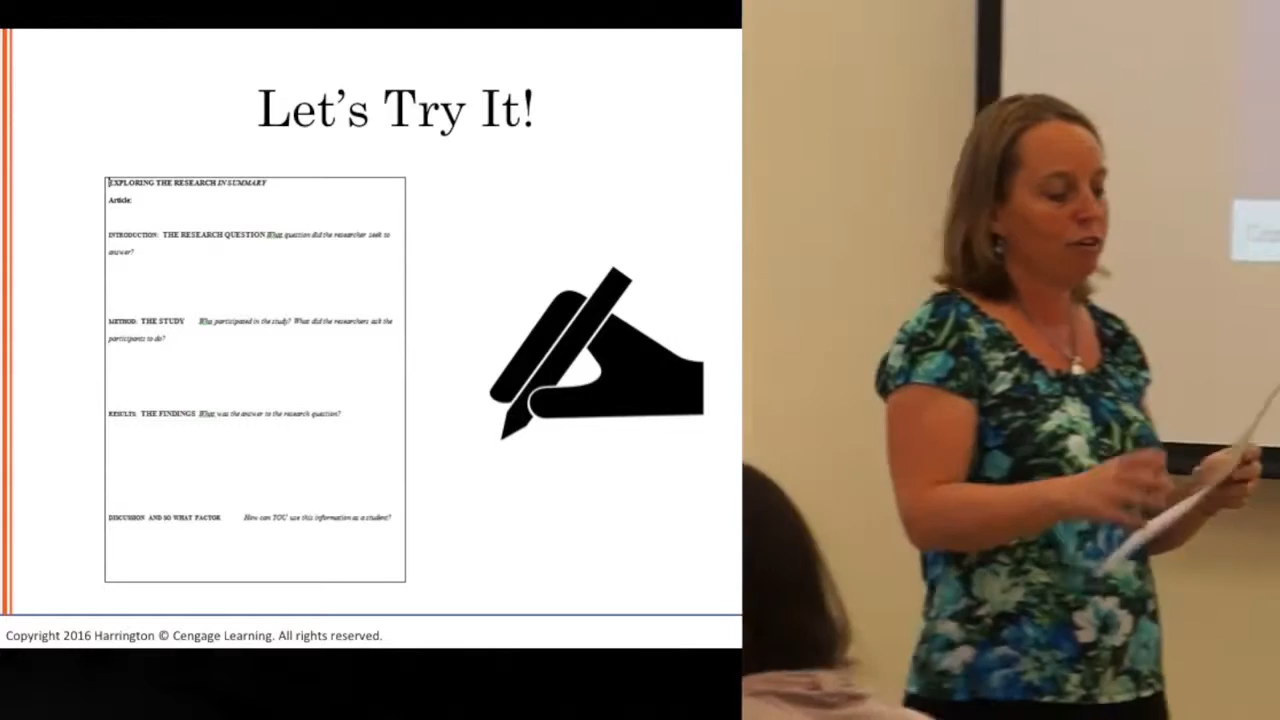 Let's Try It!
EXPLORING THE RESEARCH IN SUMMARY
Article:
INTRODUCTION: THE RESEARCH QUESTION What question did the researcher seek to
answer?
METHOD: THE STUDY Who participated in the study? What did the researchers ask the
participants to do?
RESULTS: THE FINDINGS What was the answer to the research question?
DISCUSSION AND SO WHAT FACTOR How can YOU use this information as a student?
Copyright 2016 Harrington © Cengage Learning. All rights reserved.